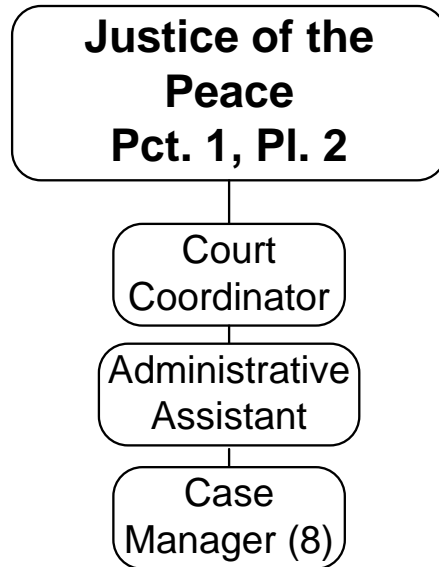 Justice of the
Peace
Pct. 1, Pl. 2
Court
Coordinator
Administrative
Assistant
Case
Manager (8)